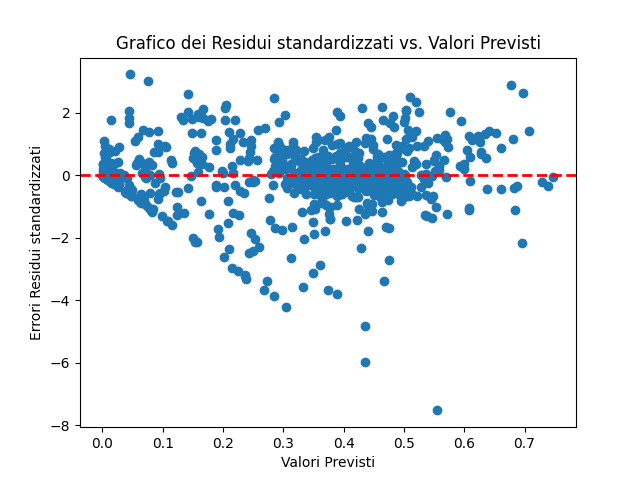 Grafico dei Residui standardizzati vs. Valori Previsti
Errori Residui standardizzati
2
0
−2
−4
−6
−8
0.0 0.1 0.2 0.3 0.4 0.5 0.6 0.7
Valori Previsti